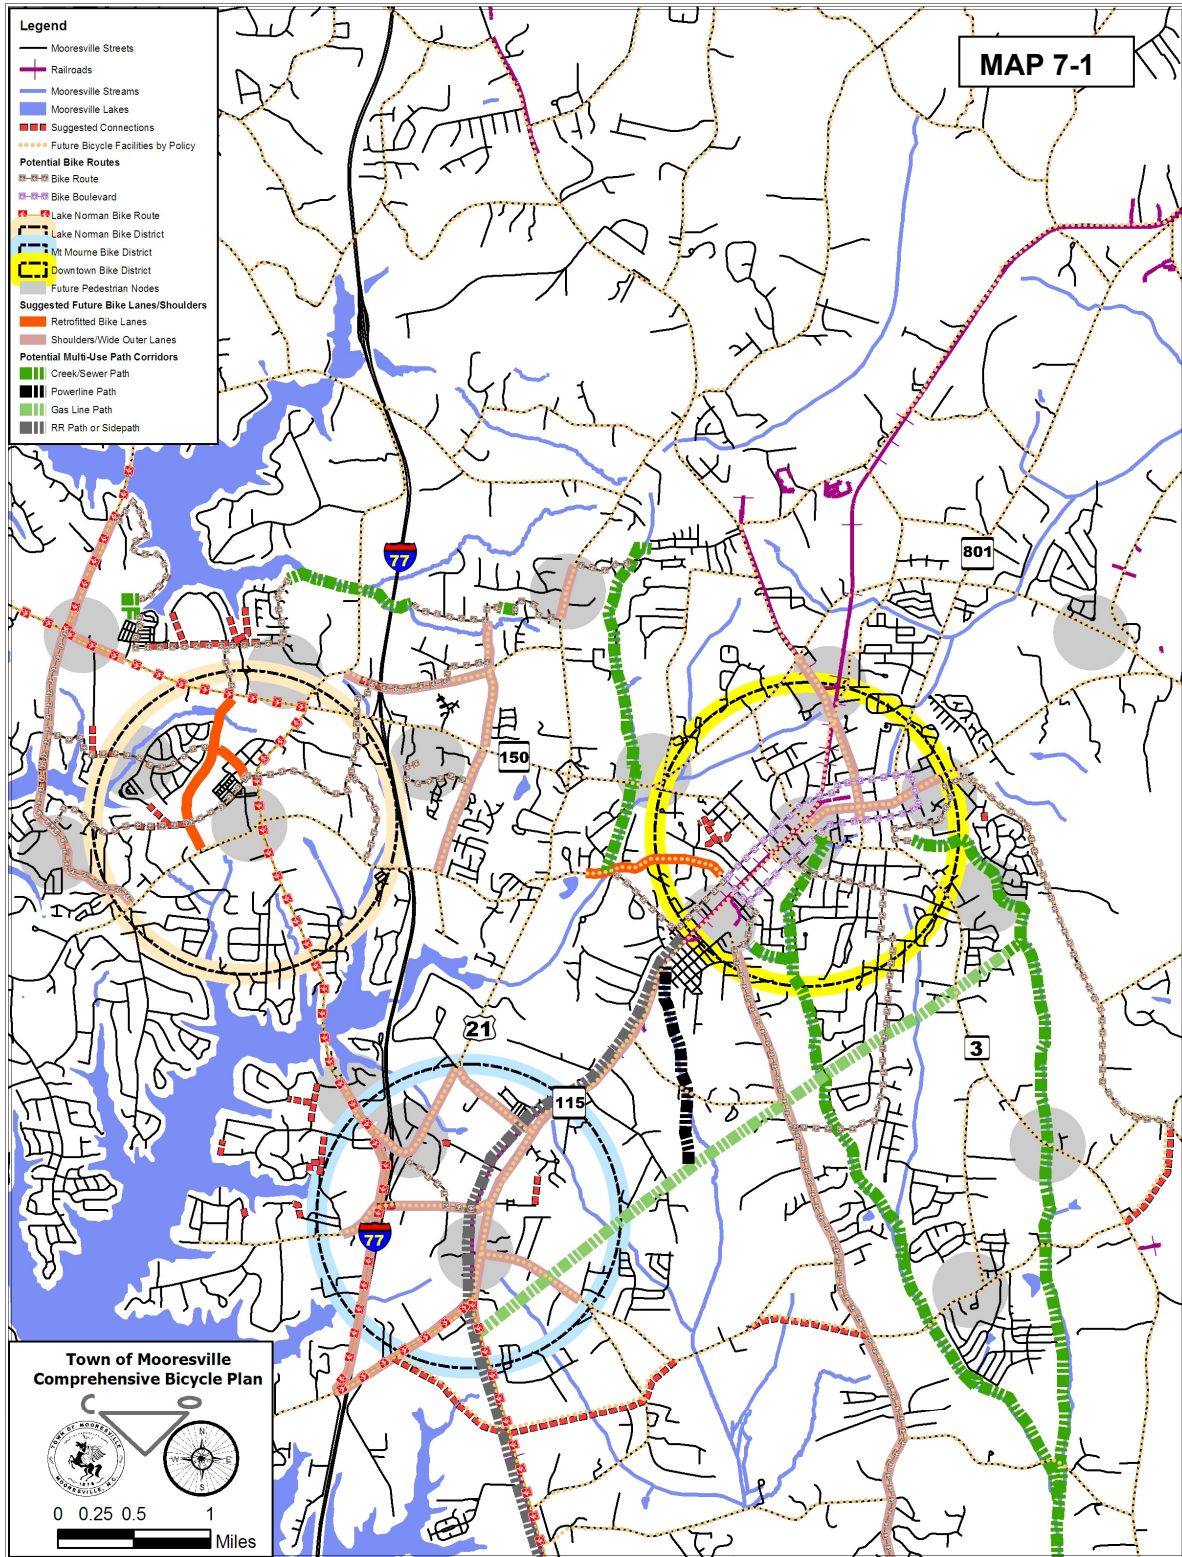 Legend
Mooresville Streets
Railroads
Mooresville Streams
Mooresville Lakes
Suggested Connections
Future Bicycle Facilities by Policy
Potential Bike Routes
Bike Route
Bike Boulevard
Lake Norman Bike Route
Lake Norman Bike District
Mt Mourne Bike District
Downtown Bike District
Future Pedestrian Nodes
Suggested Future Bike Lanes/Shoulders
Retrofitted Bike Lanes
Shoulders/Wide Outer Lanes
Potential Multi-Use Path Corridors
Creek/Sewer Path
Powerline Path
Gas Line Path
RR Path or Sidepath
MAP 7-1
77
801
150
21
3
115
77
Town of Mooresville
Comprehensive Bicycle Plan
TOWN OF MOORESVILLE
MOORESVILLE, N.C.
N
W
E
S
0 0.25 0.5 1
Miles